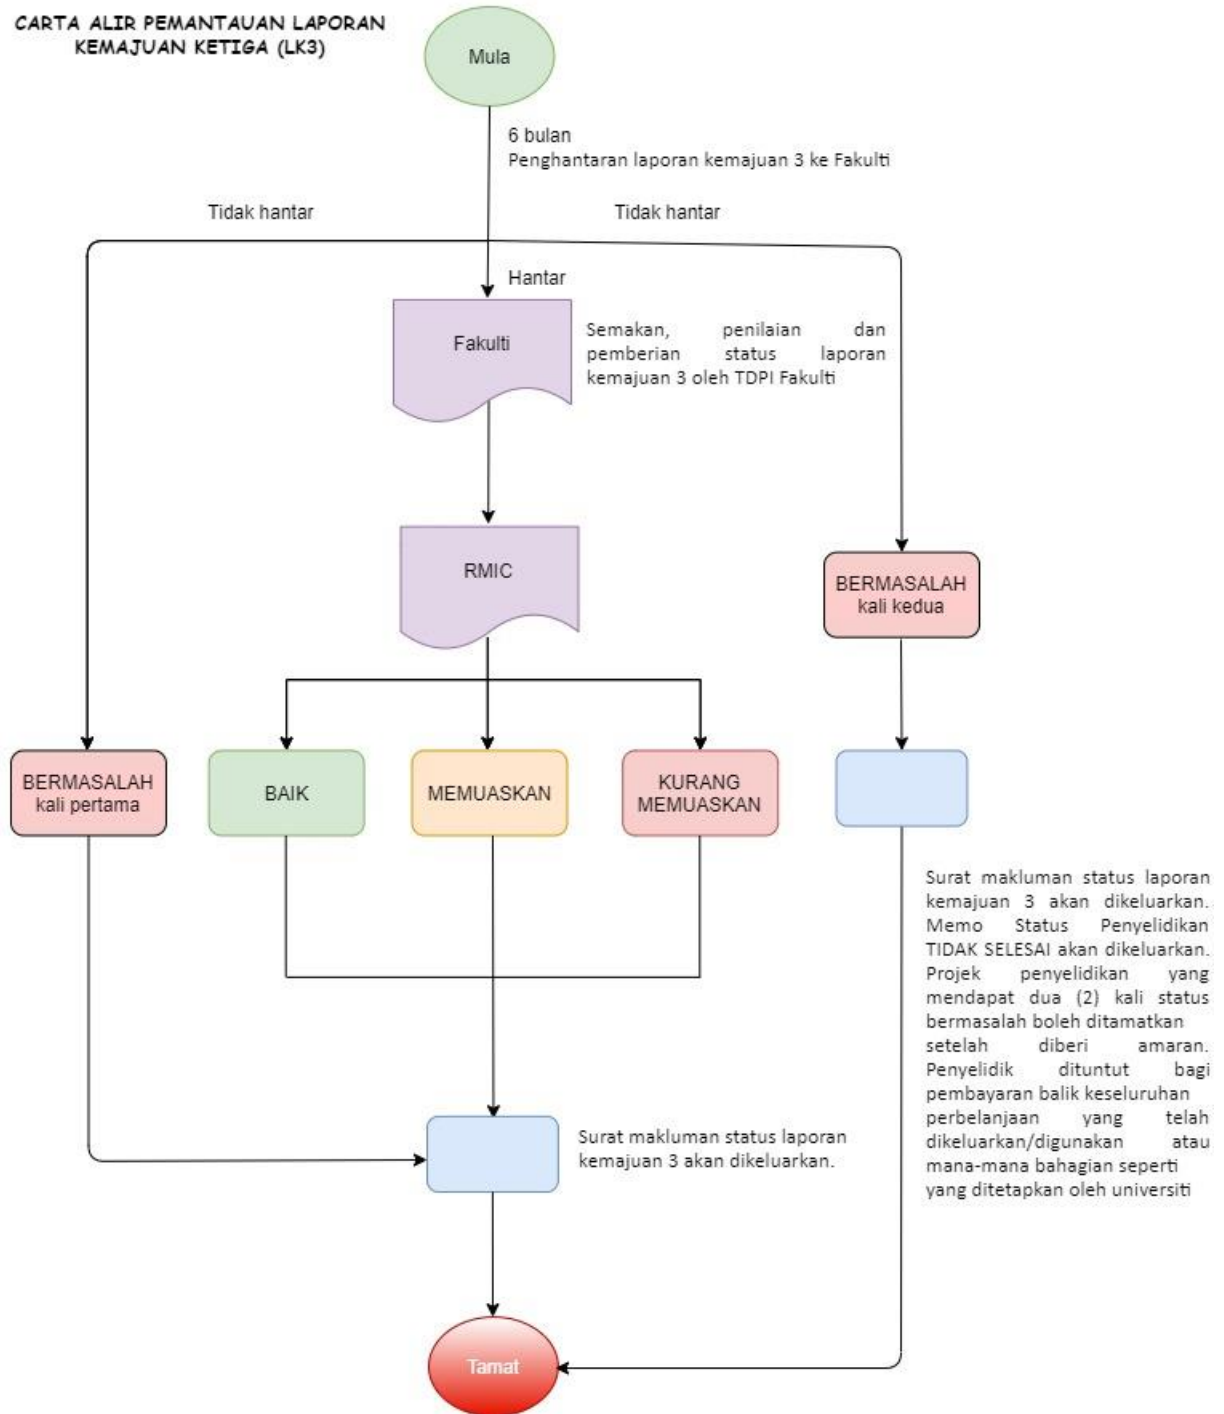 CARTA ALIR PEMANTAUAN LAPORAN
KEMAJUAN KETIGA (LK3)
Mula
6 bulan
Penghantaran laporan kemajuan 3 ke Fakulti
Tidak hantar
Tidak hantar
Hantar
Fakulti
Semakan, penilaian dan
pemberian status laporan
kemajuan 3 oleh TDPI Fakulti
RMIC
BERMASALAH
kali kedua
BERMASALAH
kali pertama
BAIK
MEMUASKAN
KURANG
MEMUASKAN
Surat makluman status laporan
kemajuan 3 akan dikeluarkan.
Memo Status Penyelidikan
TIDAK SELESAI akan dikeluarkan.
Projek penyelidikan yang
mendapat dua (2) kali status
bermasalah boleh ditamatkan
setelah diberi amaran.
Penyelidik dituntut bagi
pembayaran balik keseluruhan
perbelanjaan yang telah
dikeluarkan/digunakan atau
mana-mana bahagian seperti
yang ditetapkan oleh universiti
Surat makluman status laporan
kemajuan 3 akan dikeluarkan.
Tamat